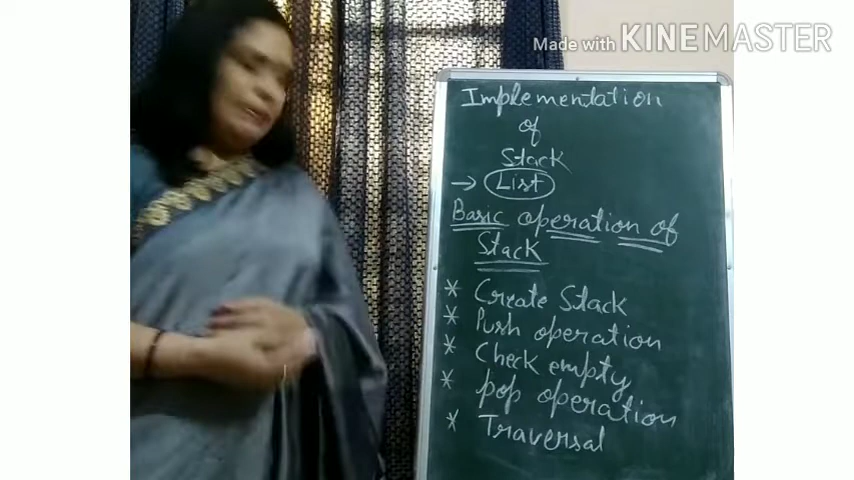 Made with KINEMASTER
Implementation
of
Stack
→ List
Basic operation of
Stack
* Create Stack
* Push operation
* Check empty
* pop operation
* Traversal